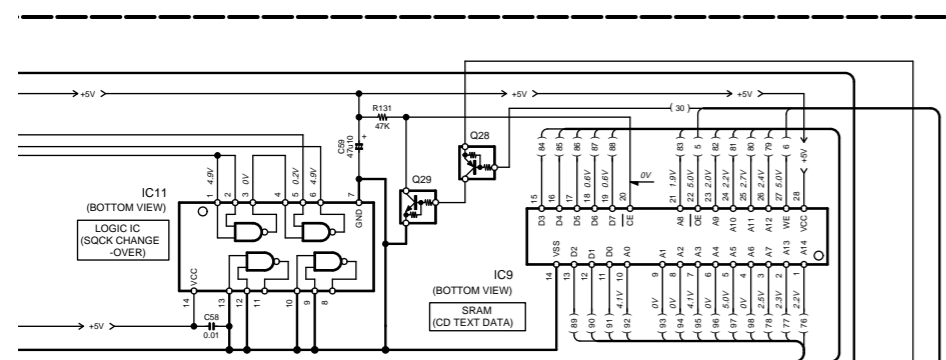 +5V
+5V
+5V
R131
47K
C59
47u10
Q28
Q29
( 30 )
84
85
86
87
88
83
5
82
81
80
79
6
+5V
4.9V
0V
0.2V
4.9V
0.6V
0.6V
0V
1.9V
5.0V
2.0V
2.2V
2.7V
2.4V
5.0V
1
2
3
4
5
6
7
15
16
17
18
19
20
21
22
23
24
25
26
27
28
IC11
(BOTTOM VIEW)
LOGIC IC
(SQCK CHANGE
-OVER)
GND
VCC
D3
D4
D5
D6
D7
CE
A8
OE
A9
A10
A11
A12
WE
VCC
VSS
D2
D1
D0
A0
A1
A2
A3
A4
A5
A6
A7
A13
A14
14
13
12
11
10
9
8
14
13
12
11
10
9
8
7
6
5
4
3
2
1
IC9
(BOTTOM VIEW)
SRAM
(CD TEXT DATA)
4.1V
0V
0V
4.1V
0V
5.0V
0V
2.5V
2.3V
2.2V
89
90
91
92
93
94
95
96
97
98
78
77
76
+5V
C58
0.01